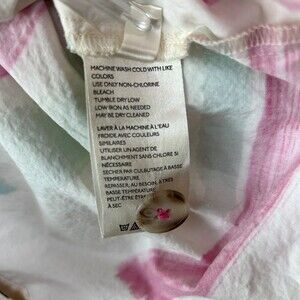 MACHINE WASH COLD WITH LIKE
COLORS
USE ONLY NON-CHLORINE
BLEACH
TUMBLE DRY LOW
LOW IRON AS NEEDED
MAY BE DRY CLEANED
LAVER À LA MACHINE À L'EAU
FROIDE AVEC COULEURS
SIMILAIRES
UTILISER UN AGENT DE
BLANCHIMENT SANS CHLORE SI
NÉCESSAIRE
SÉCHER PAR CULBUTAGE À BASSE
TEMPÉRATURE
REPASSER, AU BESOIN, À TRÈS
BASSE TEMPÉRATURE
PEUT-ÊTRE
À SEC